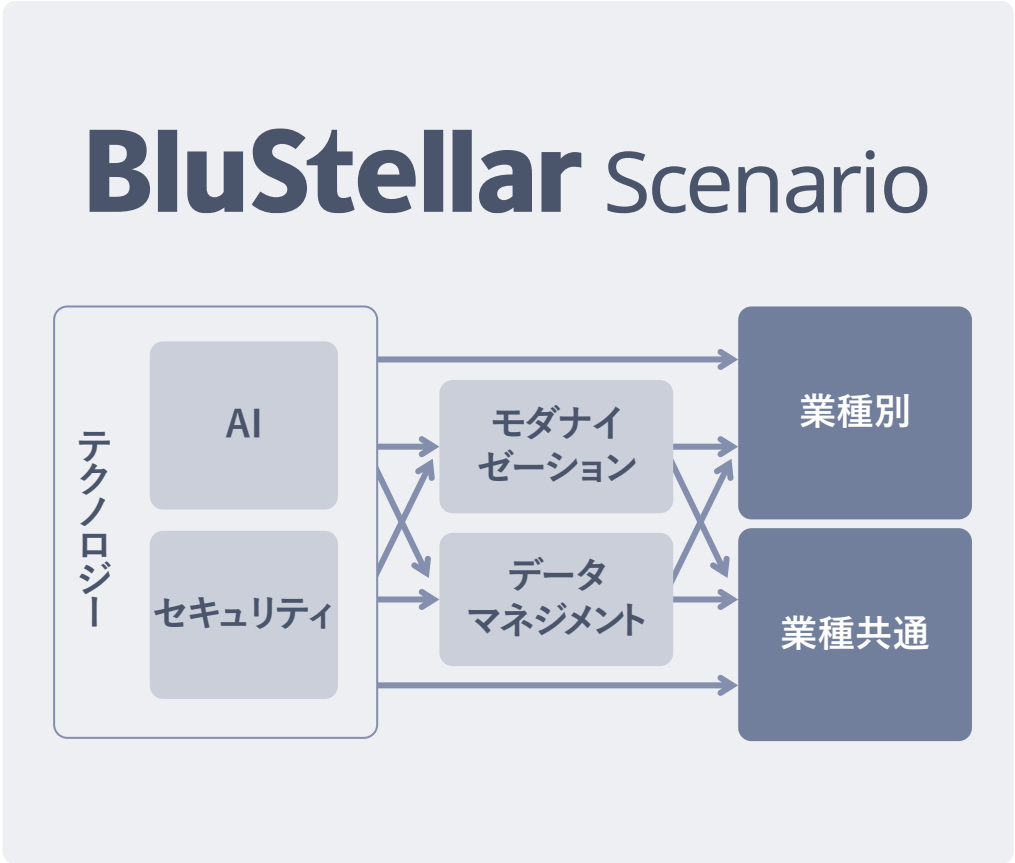 BluStellar Scenario
テクノロジー
AI
セキュリティ
モダナイ
ゼーション
データ
マネジメント
業種別
業種共通